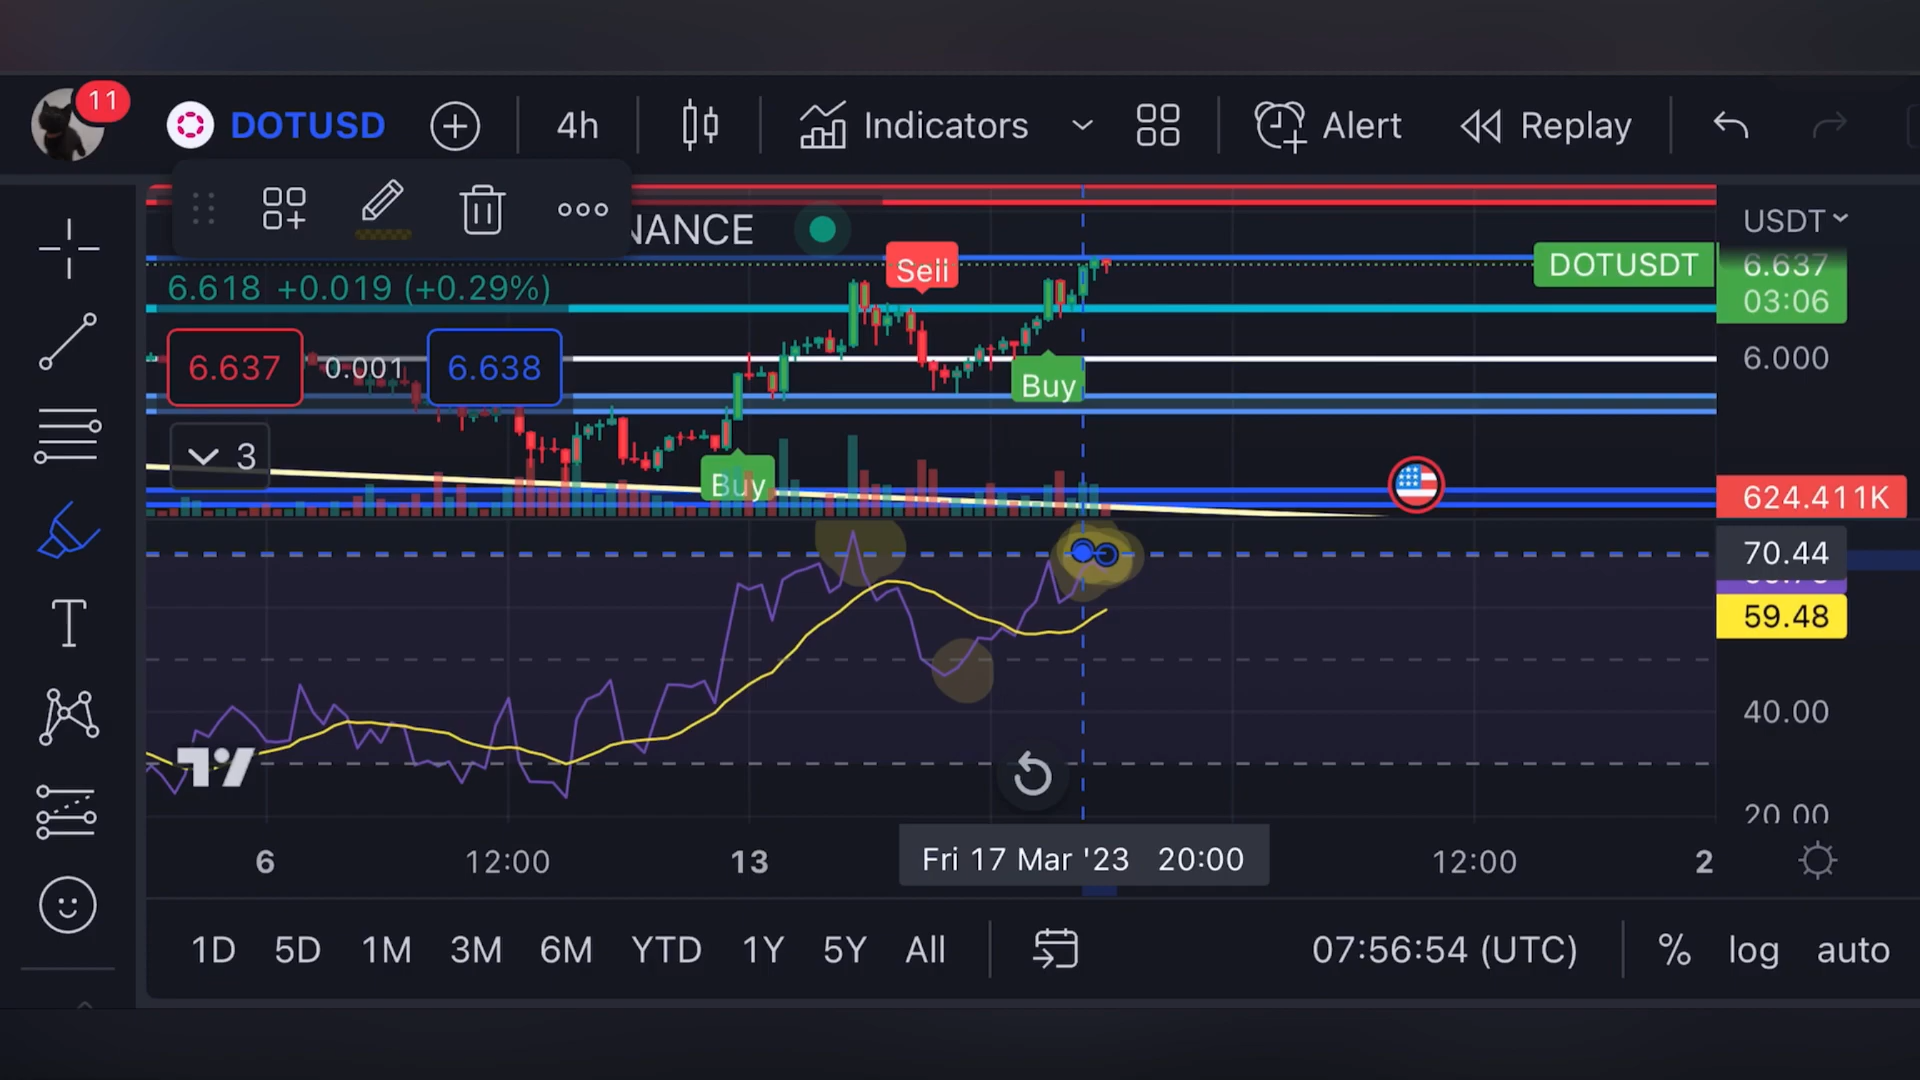 11
DOTUSD 4h Indicators Alert Replay
NANCE
USDT
Sell
DOTUSDT 6.637
03:06
6.618 +0.019 (+0.29%)
6.637 0.001 6.638
6.000
Buy
3
Buy
624.411K
70.44
59.48
40.00
20.00
Fri 17 Mar '23 20:00
6 12:00 13 12:00 2
1D 5D 1M 3M 6M YTD 1Y 5Y All 07:56:54 (UTC) % log auto